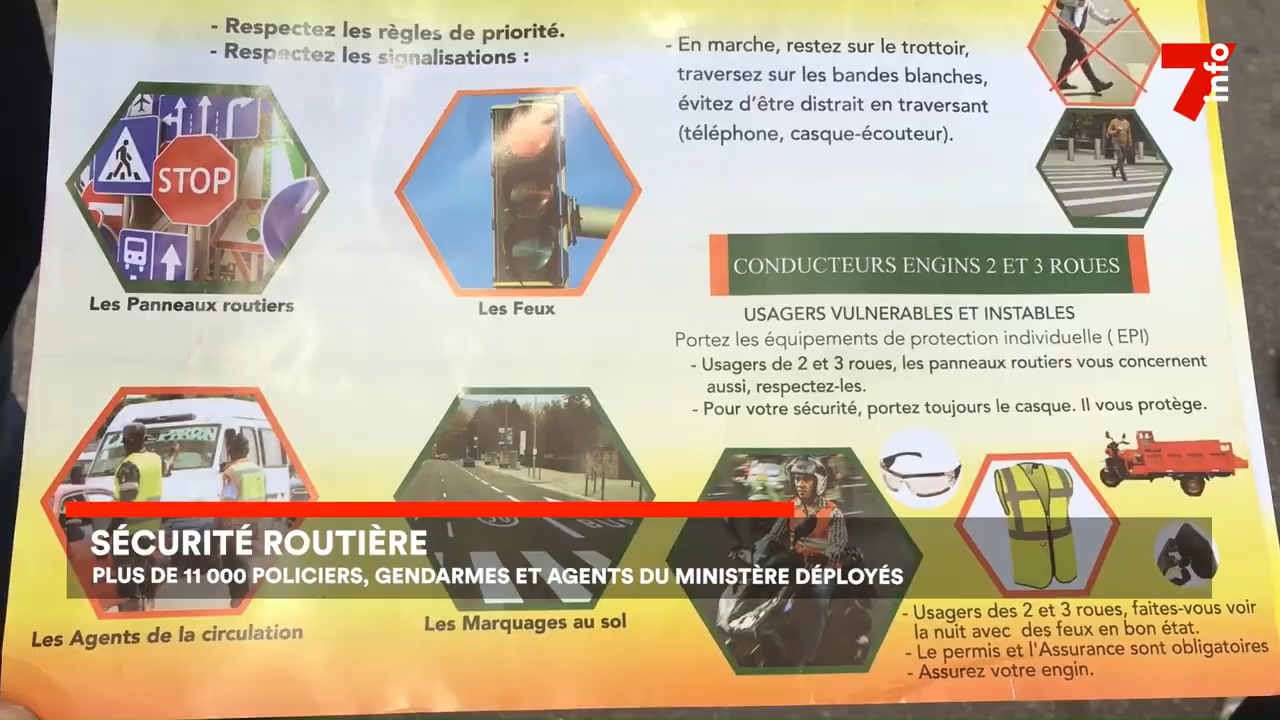 - Respectez les règles de priorité.
- Respectez les signalisations :
STOP
Les Panneaux routiers
Les Feux
Les Agents de la circulation
Les Marquages au sol
- En marche, restez sur le trottoir,
traversez sur les bandes blanches,
évitez d'être distrait en traversant
(téléphone, casque-écouteur).
7info
CONDUCTEURS ENGINS 2 ET 3 ROUES
USAGERS VULNERABLES ET INSTABLES
Portez les équipements de protection individuelle ( EPI)
- Usagers de 2 et 3 roues, les panneaux routiers vous concernent
aussi, respectez-les.
- Pour votre sécurité, portez toujours le casque. Il vous protège.
SÉCURITÉ ROUTIÈRE
PLUS DE 11 000 POLICIERS, GENDARMES ET AGENTS DU MINISTÈRE DÉPLOYÉS
- Usagers des 2 et 3 roues, faites-vous voir
la nuit avec des feux en bon état.
- Le permis et l'Assurance sont obligatoires
- Assurez votre engin.